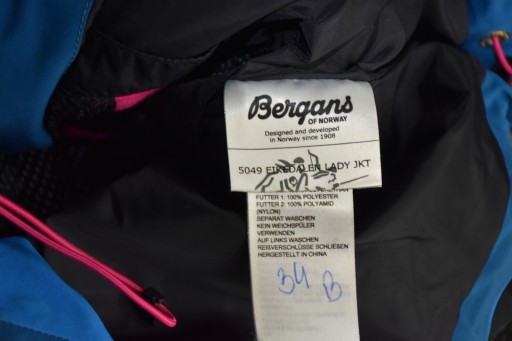 Bergans
OF NORWAY
Designed and developed
in Norway since 1908
5049 EIKEDALEN LADY JKT
FUTTER 1: 100% POLYESTER
FUTTER 2: 100% POLYAMID
(NYLON)
SEPARAT WASCHEN
KEIN WEICHSPÜLER
VERWENDEN
AUF LINKS WASCHEN
REISSVERSCHLÜSSE SCHLIEßEN
HERGESTELLT IN CHINA
34
B